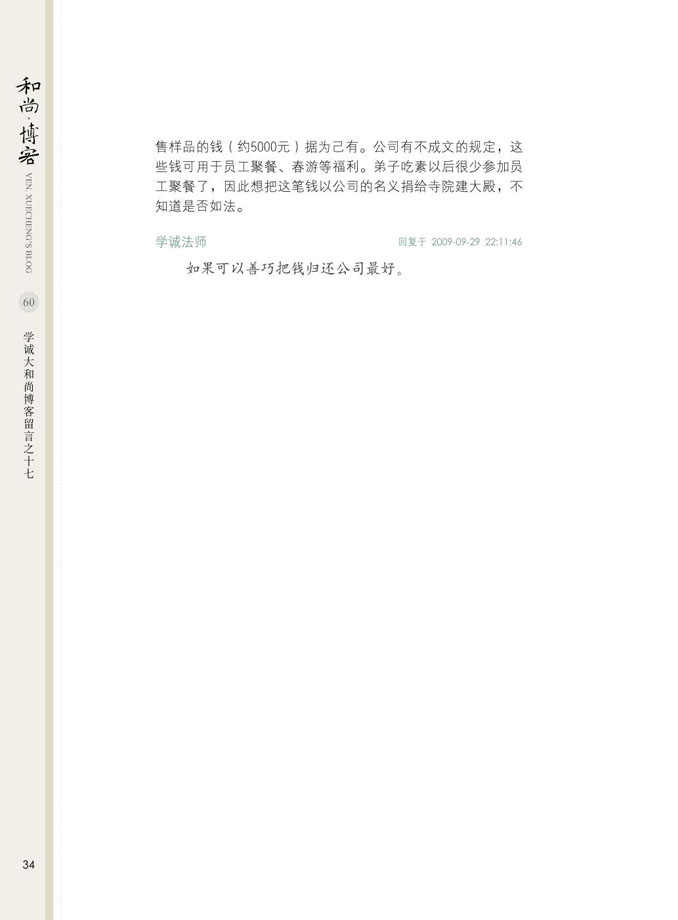 和尚·博客
VEN. XUECHENG'S BLOG
60
学诚大和尚博客留言之十七
售样品的钱（约5000元）据为己有。公司有不成文的规定，这
些钱可用于员工聚餐、春游等福利。弟子吃素以后很少参加员
工聚餐了，因此想把这笔钱以公司的名义捐给寺院建大殿，不
知道是否如法。
学诚法师 回复于 2009-09-29 22:11:46
如果可以善巧把钱归还公司最好。
34